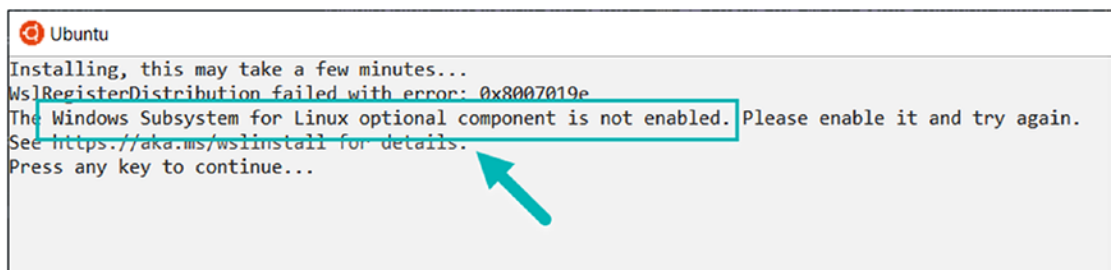 Ubuntu
Installing, this may take a few minutes...
WslRegisterDistribution failed with error: 0x8007019e
The Windows Subsystem for Linux optional component is not enabled. Please enable it and try again.
See https://aka.ms/wslinstall for details.
Press any key to continue...